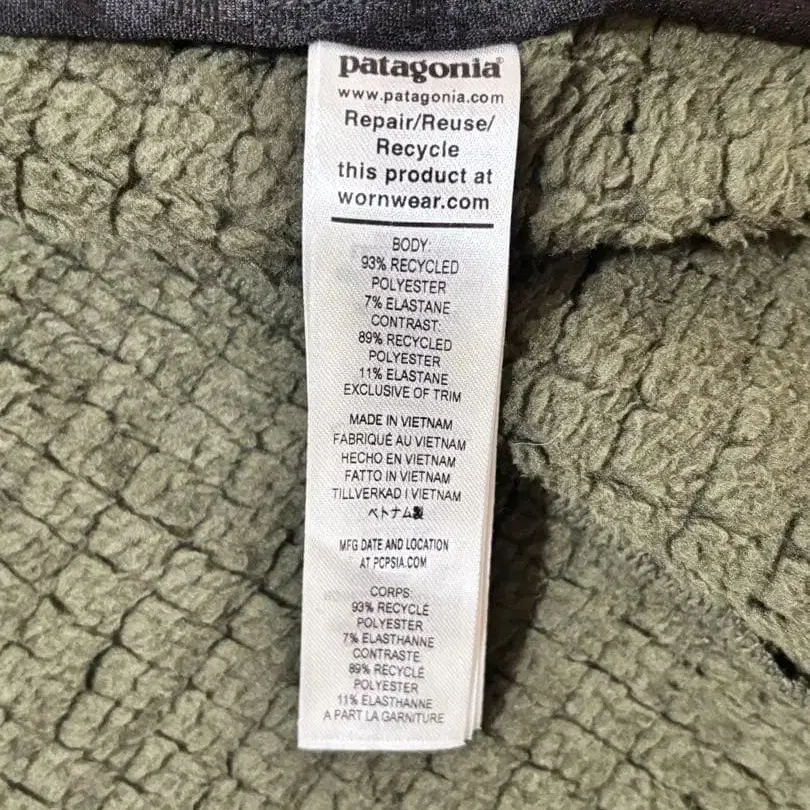 patagonia®
www.patagonia.com
Repair/Reuse/
Recycle
this product at
wornwear.com
BODY:
93% RECYCLED
POLYESTER
7% ELASTANE
CONTRAST:
89% RECYCLED
POLYESTER
11% ELASTANE
EXCLUSIVE OF TRIM
MADE IN VIETNAM
FABRIQUÉ AU VIETNAM
HECHO EN VIETNAM
FATTO IN VIETNAM
TILLVERKAD I VIETNAM
ベトナム製
MFG DATE AND LOCATION
AT PCPSIA.COM
CORPS:
93% RECYCLÉ
POLYESTER
7% ELASTHANNE
CONTRASTE:
89% RECYCLÉ
POLYESTER
11% ELASTHANNE
A PART LA GARNITURE